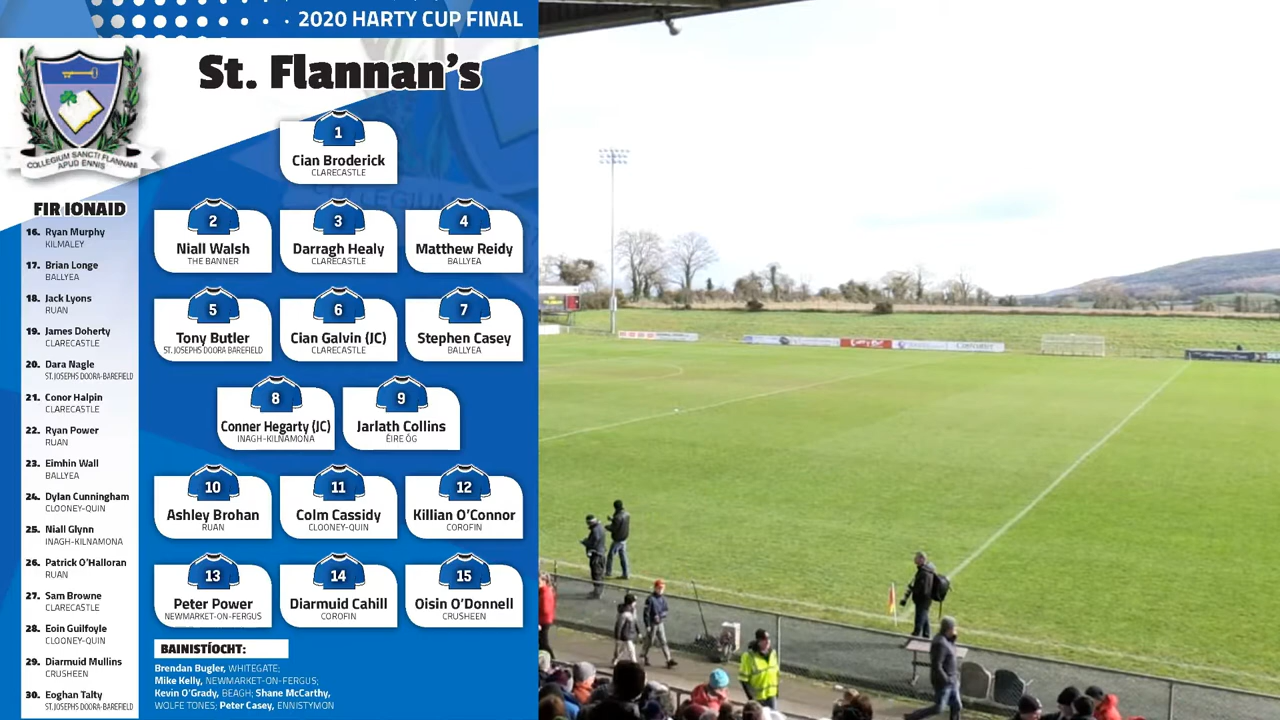 2020 HARTY CUP FINAL
St. Flannan's
COLLEGIUM SANCTI FLANNANI
APUD ENNIS
1
Cian Broderick
CLARECASTLE
2
Niall Walsh
THE BANNER
3
Darragh Healy
CLARECASTLE
4
Matthew Reidy
BALLYEA
5
Tony Butler
ST. JOSEPHS DOORA BAREFIELD
6
Cian Galvin (JC)
CLARECASTLE
7
Stephen Casey
BALLYEA
8
Conner Hegarty (JC)
INAGH-KILNAMONA
9
Jarlath Collins
ÉIRE ÓG
10
Ashley Brohan
RUAN
11
Colm Cassidy
CLOONEY-QUIN
12
Killian O'Connor
COROFIN
13
Peter Power
NEWMARKET-ON-FERGUS
14
Diarmuid Cahill
COROFIN
15
Oisin O'Donnell
CRUSHEEN
FIR IONAID
16. Ryan Murphy
KILMALEY
17. Brian Longe
BALLYEA
18. Jack Lyons
RUAN
19. James Doherty
CLARECASTLE
20. Dara Nagle
ST.JOSEPHS DOORA-BAREFIELD
21. Conor Halpin
CLARECASTLE
22. Ryan Power
RUAN
23. Eimhin Wall
BALLYEA
24. Dylan Cunningham
CLOONEY-QUIN
25. Niall Glynn
INAGH-KILNAMONA
26. Patrick O'Halloran
RUAN
27. Sam Browne
CLARECASTLE
28. Eoin Guilfoyle
CLOONEY-QUIN
29. Diarmuid Mullins
CRUSHEEN
30. Eoghan Talty
ST.JOSEPHS DOORA-BAREFIELD
BAINISTÍOCHT:
Brendan Bugler, WHITEGATE;
Mike Kelly, NEWMARKET-ON-FERGUS;
Kevin O'Grady, BEAGH; Shane McCarthy,
WOLFE TONES; Peter Casey, ENNISTYMON